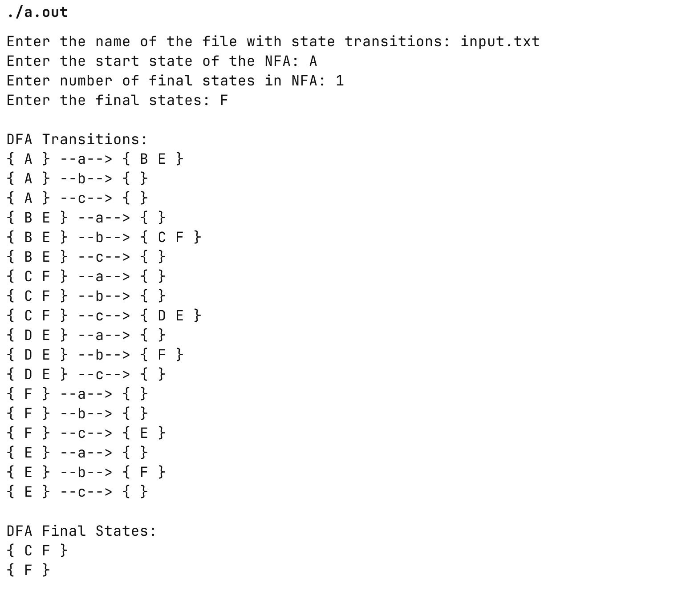 ./a.out
Enter the name of the file with state transitions: input.txt
Enter the start state of the NFA: A
Enter number of final states in NFA: 1
Enter the final states: F
DFA Transitions:
{ A } --a--> { B E }
{ A } --b--> { }
{ A } --c--> { }
{ B E } --a--> { }
{ B E } --b--> { C F }
{ B E } --c--> { }
{ C F } --a--> { }
{ C F } --b--> { }
{ C F } --c--> { D E }
{ D E } --a--> { }
{ D E } --b--> { F }
{ D E } --c--> { }
{ F } --a--> { }
{ F } --b--> { }
{ F } --c--> { E }
{ E } --a--> { }
{ E } --b--> { F }
{ E } --c--> { }
DFA Final States:
{ C F }
{ F }